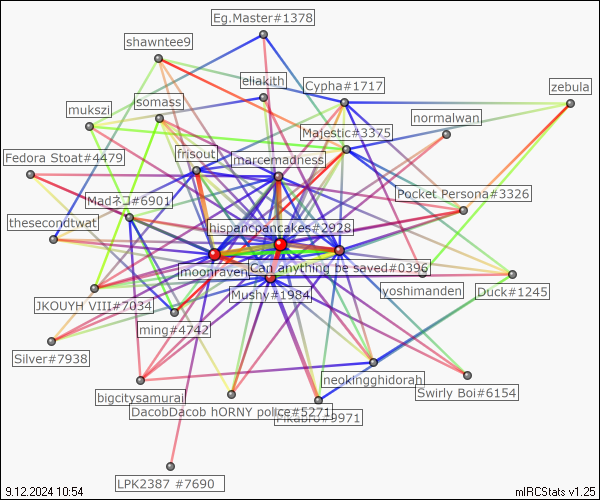 Eg.Master#1378
shawntee9
eliakith
Cypha#1717
zebula
mukszi
somass
normalwan
Majestic#3375
Fedora Stoat#4479
frisout
marcemadness
Pocket Persona#3326
Madネコ#6901
thesecondtwat
hispancpancakes#2928
moonraven
Can anything be saved#0396
Mushy#1984
yoshimanden
Duck#1245
JKOUYH VIII#7034
ming#4742
Silver#7938
neokingghidorah
Swirly Boi#6154
bigcitysamurai
DacobDacob hORNY police#5271
#9971
LPK2387 #7690
9.12.2024 10:54
mIRCStats v1.25